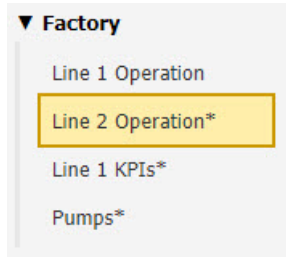 ▼ Factory
Line 1 Operation
Line 2 Operation*
Line 1 KPIs*
Pumps*